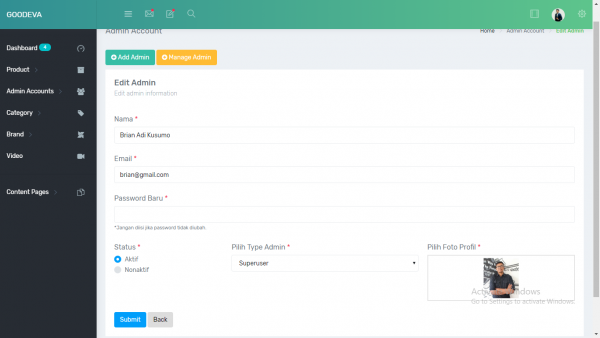 GOODEVA
Dashboard 4
Product
Admin Accounts
Category
Brand
Video
Content Pages
Admin Account
Home
Admin Account
Edit Admin
Add Admin
Manage Admin
Edit Admin
Edit admin information
Nama *
Brian Adi Kusumo
Email *
brian@gmail.com
Password Baru *
*Jangan diisi jika password tidak diubah
Status *
Aktif
Nonaktif
Pilih Type Admin *
Superuser
Pilih Foto Profil *
Activate Windows
Go to Settings to activate Windows.
Submit
Back